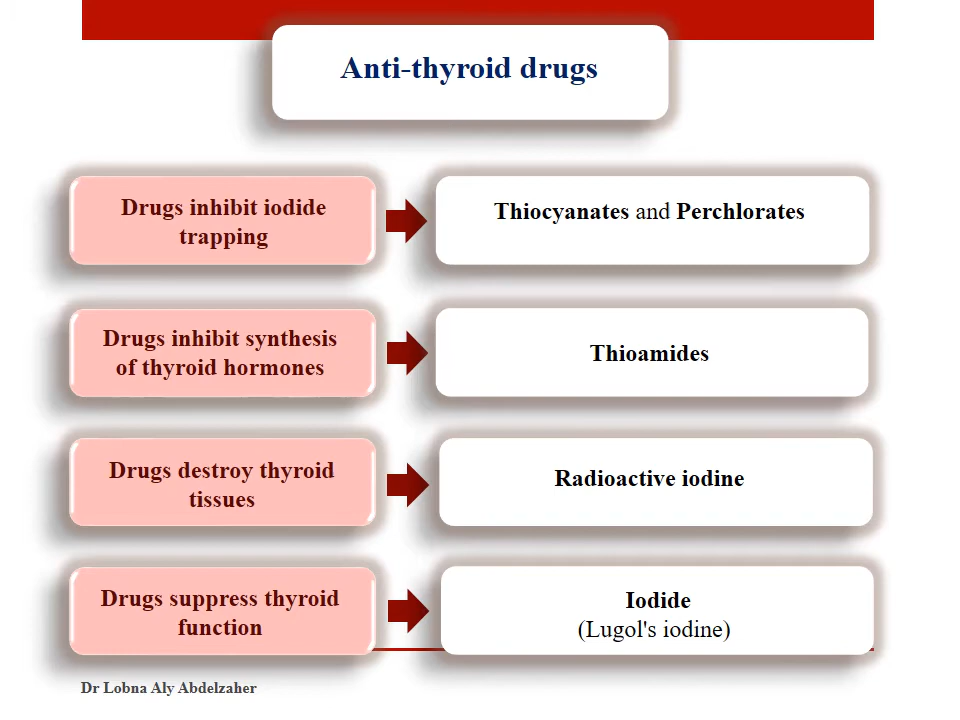 Anti-thyroid drugs
Drugs inhibit iodide
trapping
Thiocyanates and Perchlorates
Drugs inhibit synthesis
of thyroid hormones
Thioamides
Drugs destroy thyroid
tissues
Radioactive iodine
Drugs suppress thyroid
function
Iodide
(Lugol's iodine)
Dr Lobna Aly Abdelzaher